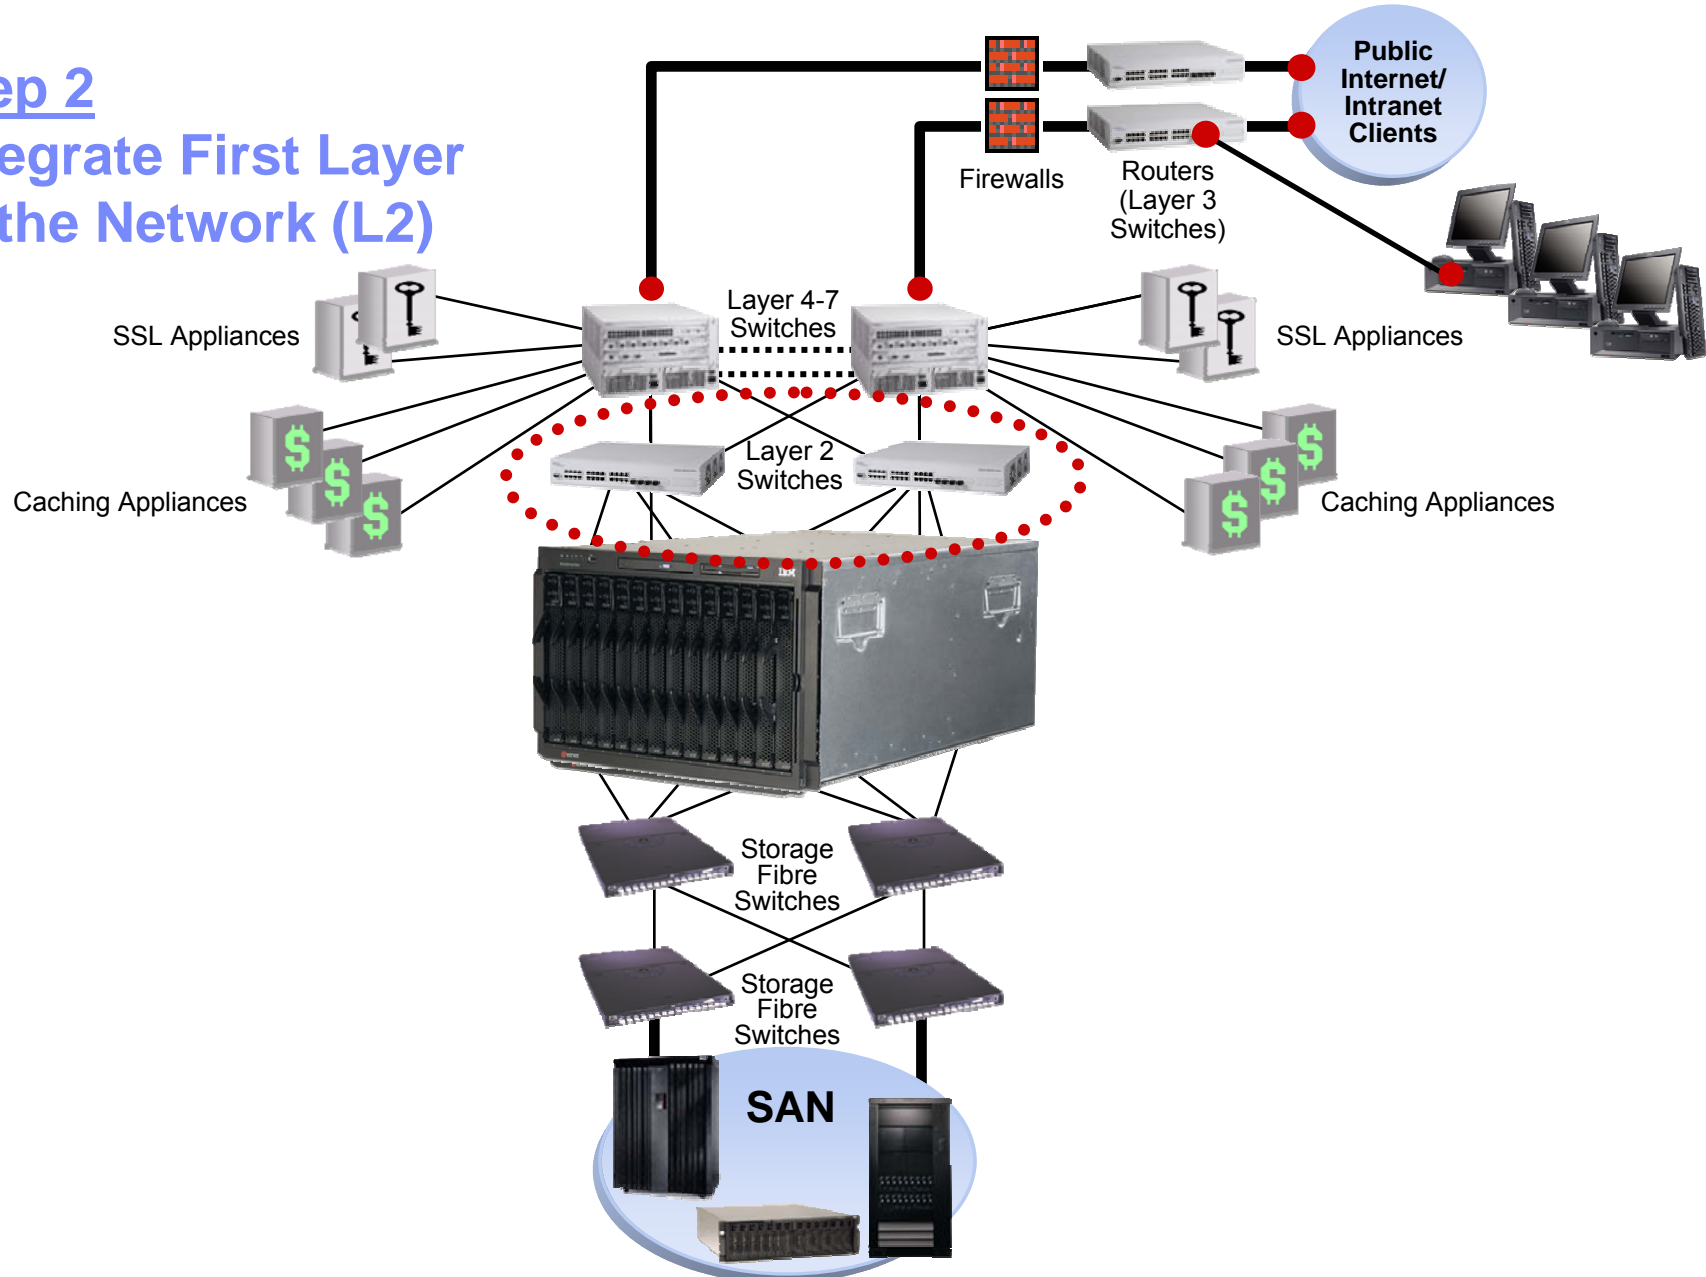 ep 2
egrate First Layer
the Network (L2)
Public
Internet/
Intranet
Clients
Firewalls
Routers
(Layer 3
Switches)
SSL Appliances
Layer 4-7
Switches
SSL Appliances
Caching Appliances
Layer 2
Switches
Caching Appliances
IBM
Storage
Fibre
Switches
Storage
Fibre
Switches
SAN